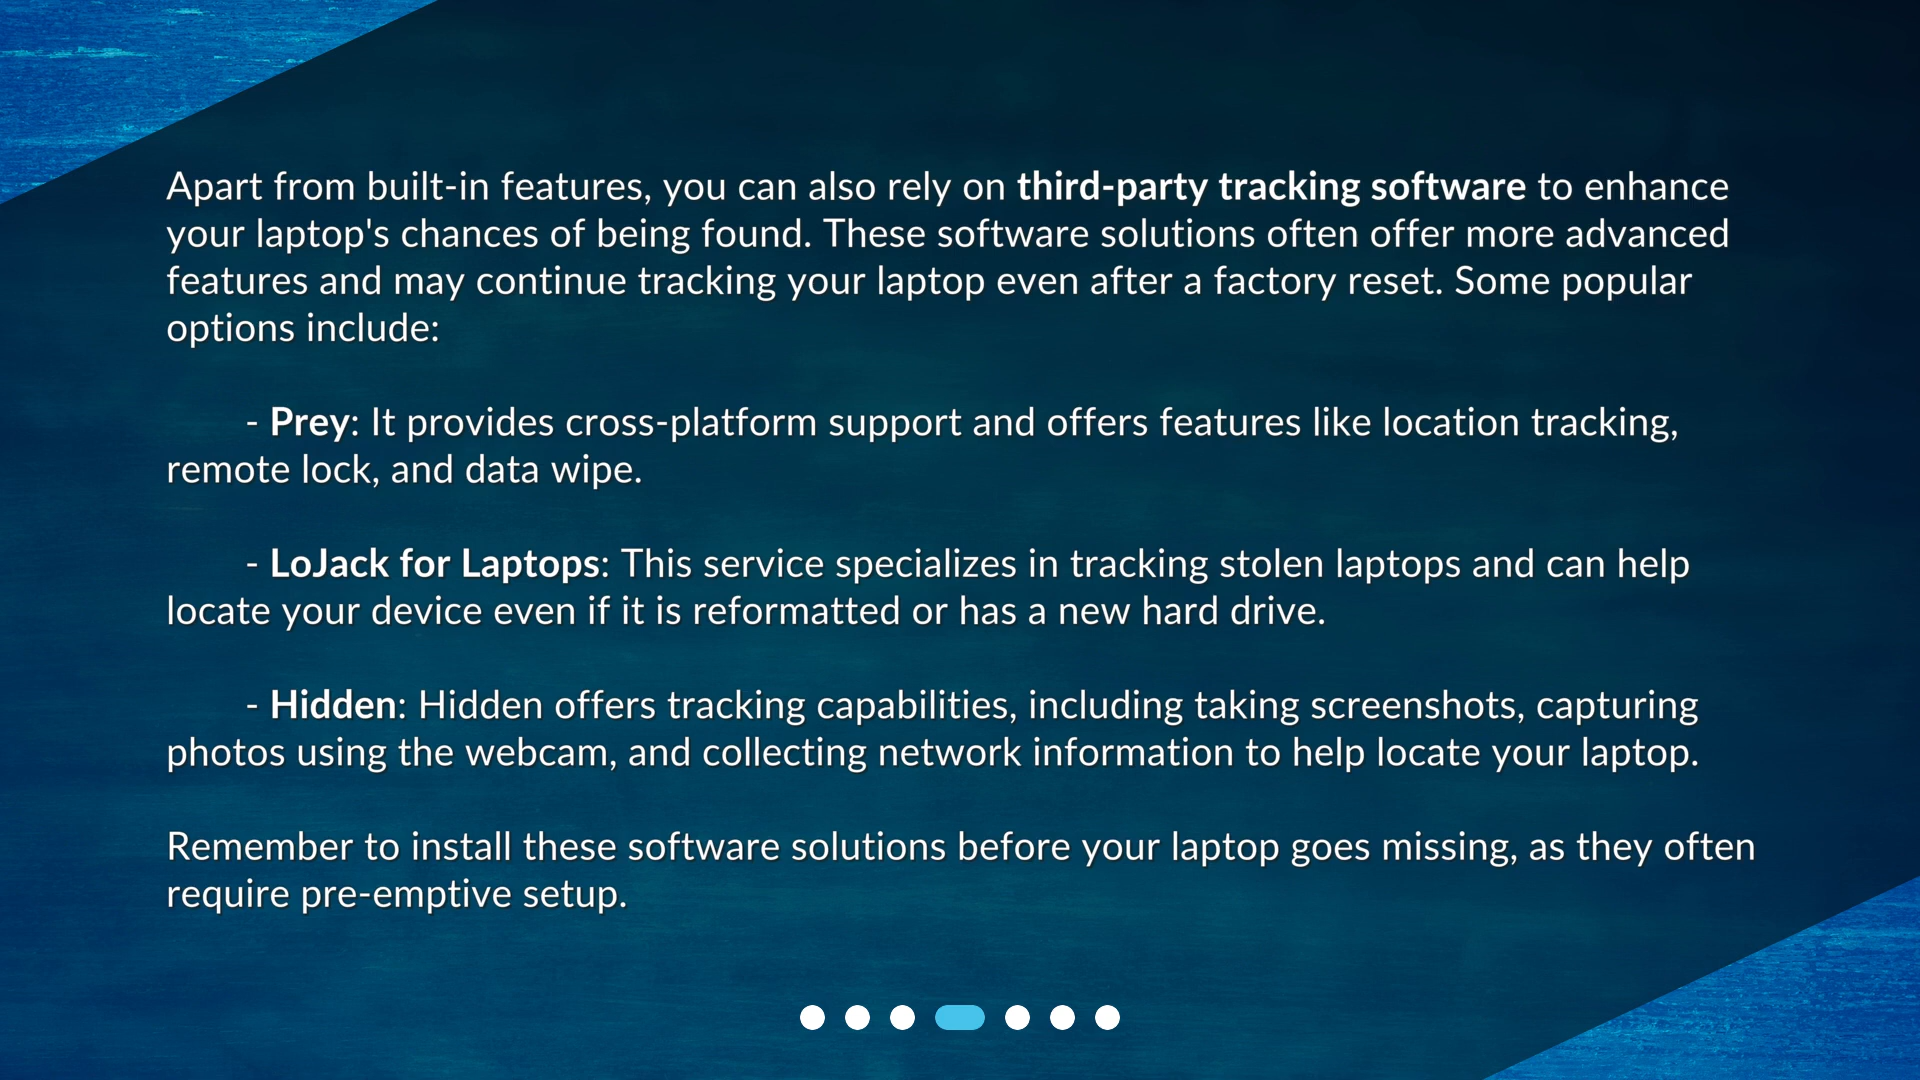 Apart from built-in features, you can also rely on third-party tracking software to enhance
your laptop's chances of being found. These software solutions often offer more advanced
features and may continue tracking your laptop even after a factory reset. Some popular
options include:
- Prey: It provides cross-platform support and offers features like location tracking,
remote lock, and data wipe.
- LoJack for Laptops: This service specializes in tracking stolen laptops and can help
locate your device even if it is reformatted or has a new hard drive.
- Hidden: Hidden offers tracking capabilities, including taking screenshots, capturing
photos using the webcam, and collecting network information to help locate your laptop.
Remember to install these software solutions before your laptop goes missing, as they often
require pre-emptive setup.